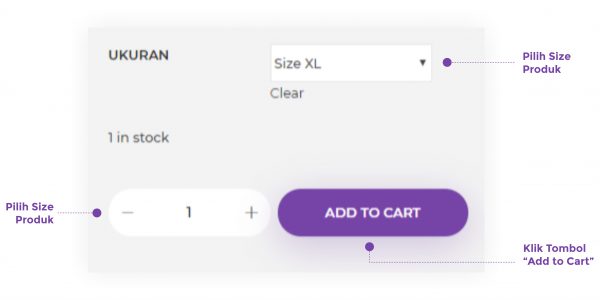 UKURAN
Size XL
Clear
Pilih Size
Produk
1 in stock
Pilih Size
Produk
− 1 +
ADD TO CART
Klik Tombol
“Add to Cart”